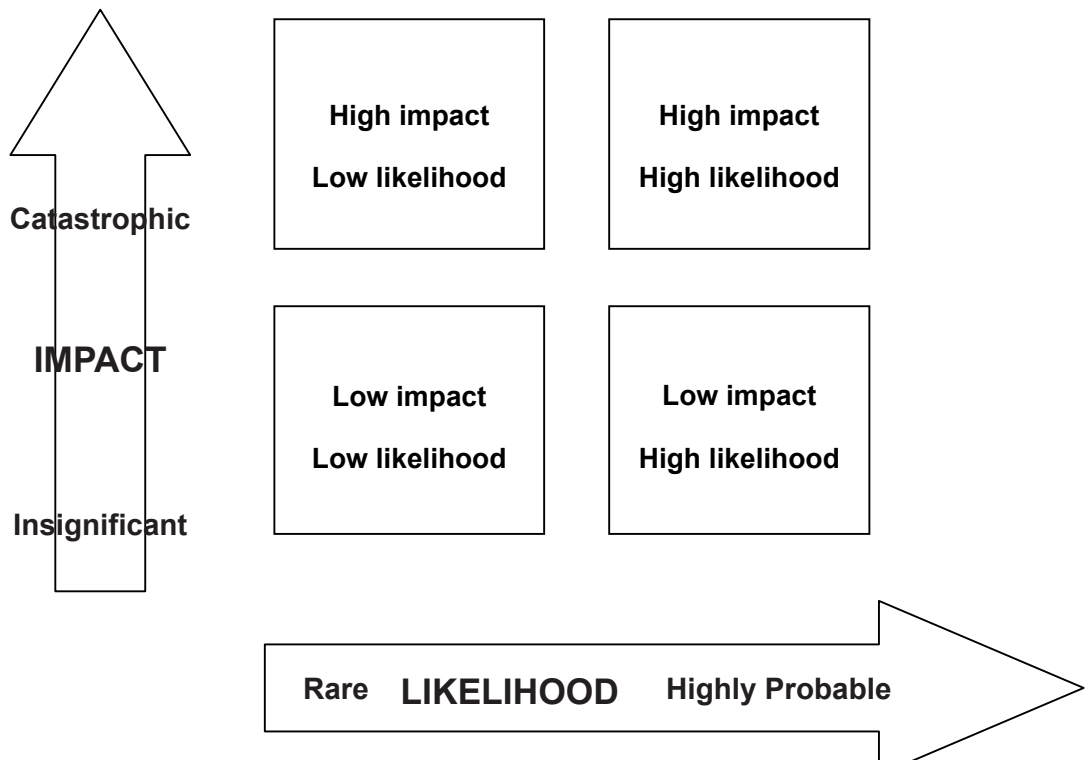 High impact
Low likelihood
High impact
High likelihood
Catastrophic
IMPACT
Low impact
Low likelihood
Low impact
High likelihood
Insignificant
Rare LIKELIHOOD Highly Probable